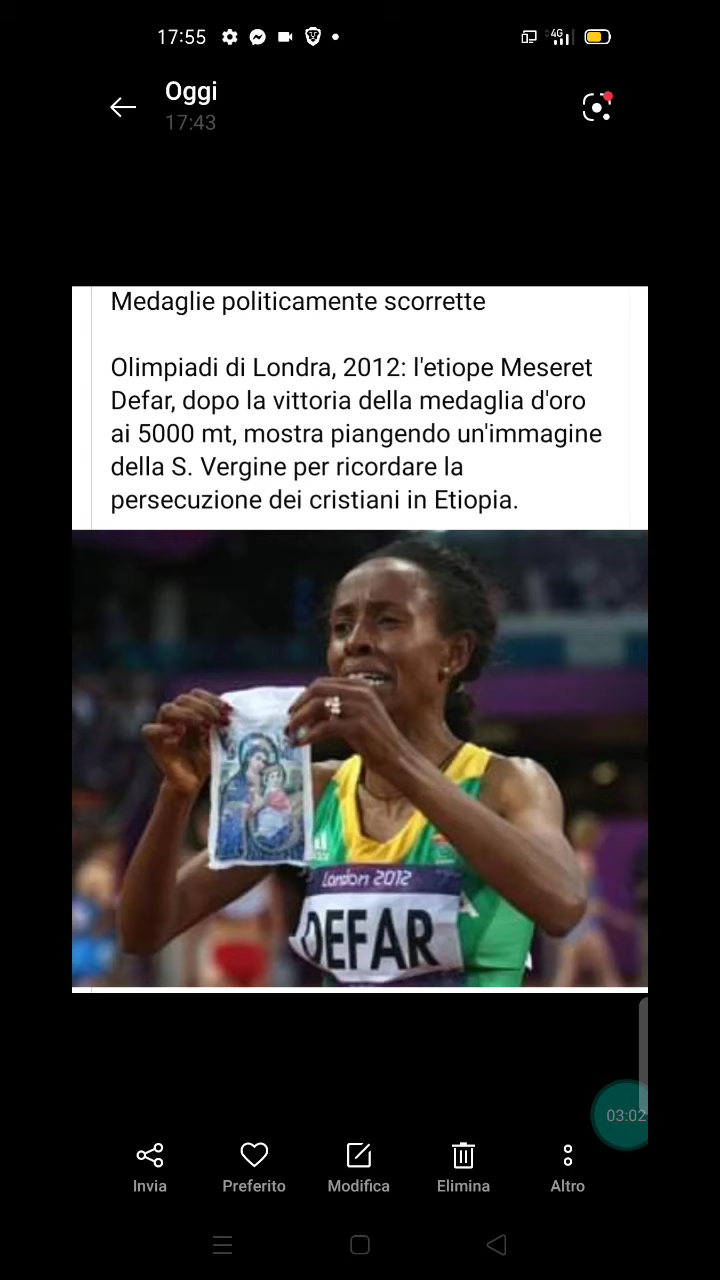 17:55
4G
Oggi
17:43
Medaglie politicamente scorrette
Olimpiadi di Londra, 2012: l'etiope Meseret
Defar, dopo la vittoria della medaglia d'oro
ai 5000 mt, mostra piangendo un'immagine
della S. Vergine per ricordare la
persecuzione dei cristiani in Etiopia.
London 2012
DEFAR
03:02
Invia Preferito Modifica Elimina Altro